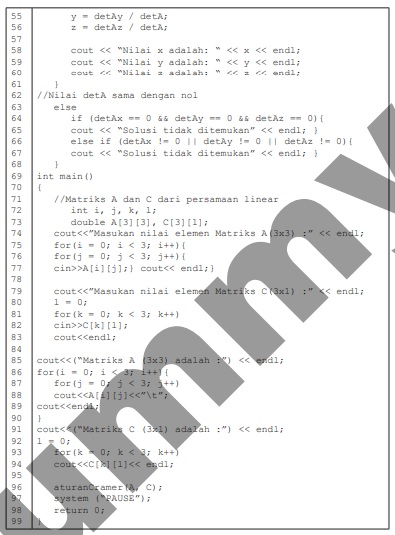 55 y = detAy / detA;
56 z = detAz / detA;
57
58 cout << “Nilai x adalah: “ << x << endl;
59 cout << “Nilai y adalah: “ << y << endl;
60 cout << “Nilai z adalah: “ << z << endl;
61 }
62 //Nilai detA sama dengan nol
63 else
64 if (detAx == 0 && detAy == 0 && detAz == 0){
65 cout << “Solusi tidak ditemukan” << endl; }
66 else if (detAx != 0 || detAy != 0 || detAz != 0){
67 cout << “Solusi tidak ditemukan” << endl; }
68 }
69 int main()
70 {
71 //Matriks A dan C dari persamaan linear
72 int i, j, k, l;
73 double A[3][3], C[3][1];
74 cout<<”Masukan nilai elemen Matriks A(3x3) :” << endl;
75 for(i = 0; i < 3; i++){
76 for(j = 0; j < 3; j++){
77 cin>>A[i][j];} cout<< endl;}
78
79 cout<<”Masukan nilai elemen Matriks C(3x1) :” << endl;
80 l = 0;
81 for(k = 0; k < 3; k++)
82 cin>>C[k][l];
83 cout<<endl;
84
85 cout<<(“Matriks A (3x3) adalah :”) << endl;
86 for(i = 0; i < 3; i++){
87 for(j = 0; j < 3; j++)
88 cout<<A[i][j]<<”\t”;
89 cout<<endl;
90 }
91 cout<<(“Matriks C (3x1) adalah :”) << endl;
92 l = 0;
93 for(k = 0; k < 3; k++)
94 cout<<C[k][l]<< endl;
95
96 aturanCramer(A, C);
97 system (“PAUSE”);
98 return 0;
99 }
ummy